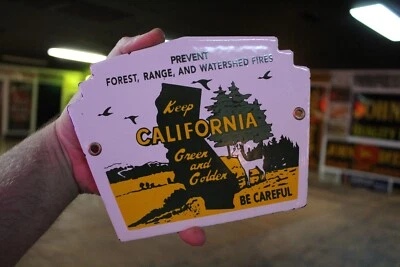 PREVENT
FOREST, RANGE, AND WATERSHED FIRES
Keep
CALIFORNIA
Green
and
Golden
BE CAREFUL